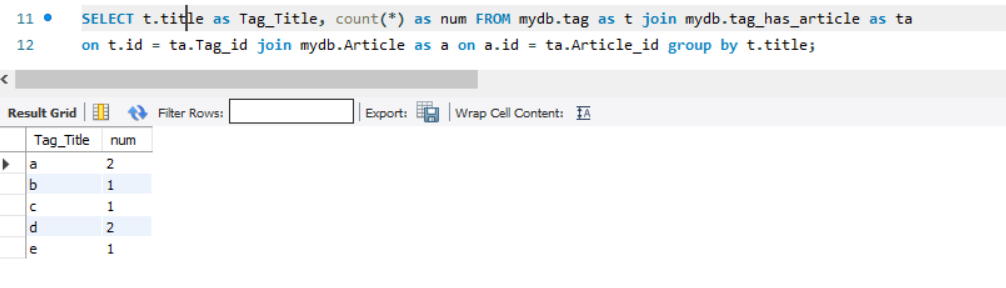 11 SELECT t.title as Tag_Title, count(*) as num FROM mydb.tag as t join mydb.tag_has_article as ta
12 on t.id = ta.Tag_id join mydb.Article as a on a.id = ta.Article_id group by t.title;
Result Grid Filter Rows: Export: Wrap Cell Content: IA
Tag_Title num
a 2
b 1
c 1
d 2
e 1